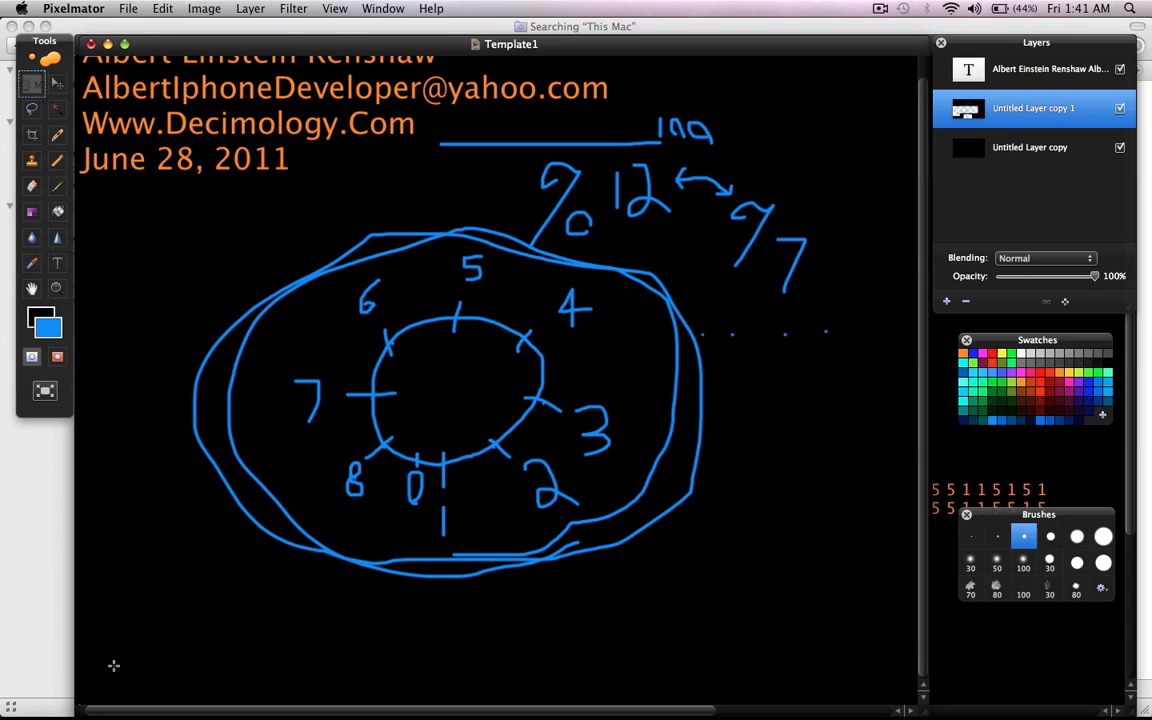 Pixelmator File Edit Image Layer Filter View Window Help (44%) Fri 1:41 AM
Searching "This Mac"
Tools
Template1
Layers
Albert Einstein Renshaw
AlbertIphoneDeveloper@yahoo.com
Www.Decimology.Com
June 28, 2011
T Albert Einstein Renshaw Alb...
Untitled Layer copy 1
Untitled Layer copy
Blending: Normal
Opacity: 100%
12
7
0
5
6
4
7
3
8 0 1 2
Swatches
5 5 1 1 5 1 5 1
Brushes
30 50 100 30
70 80 100 30 80